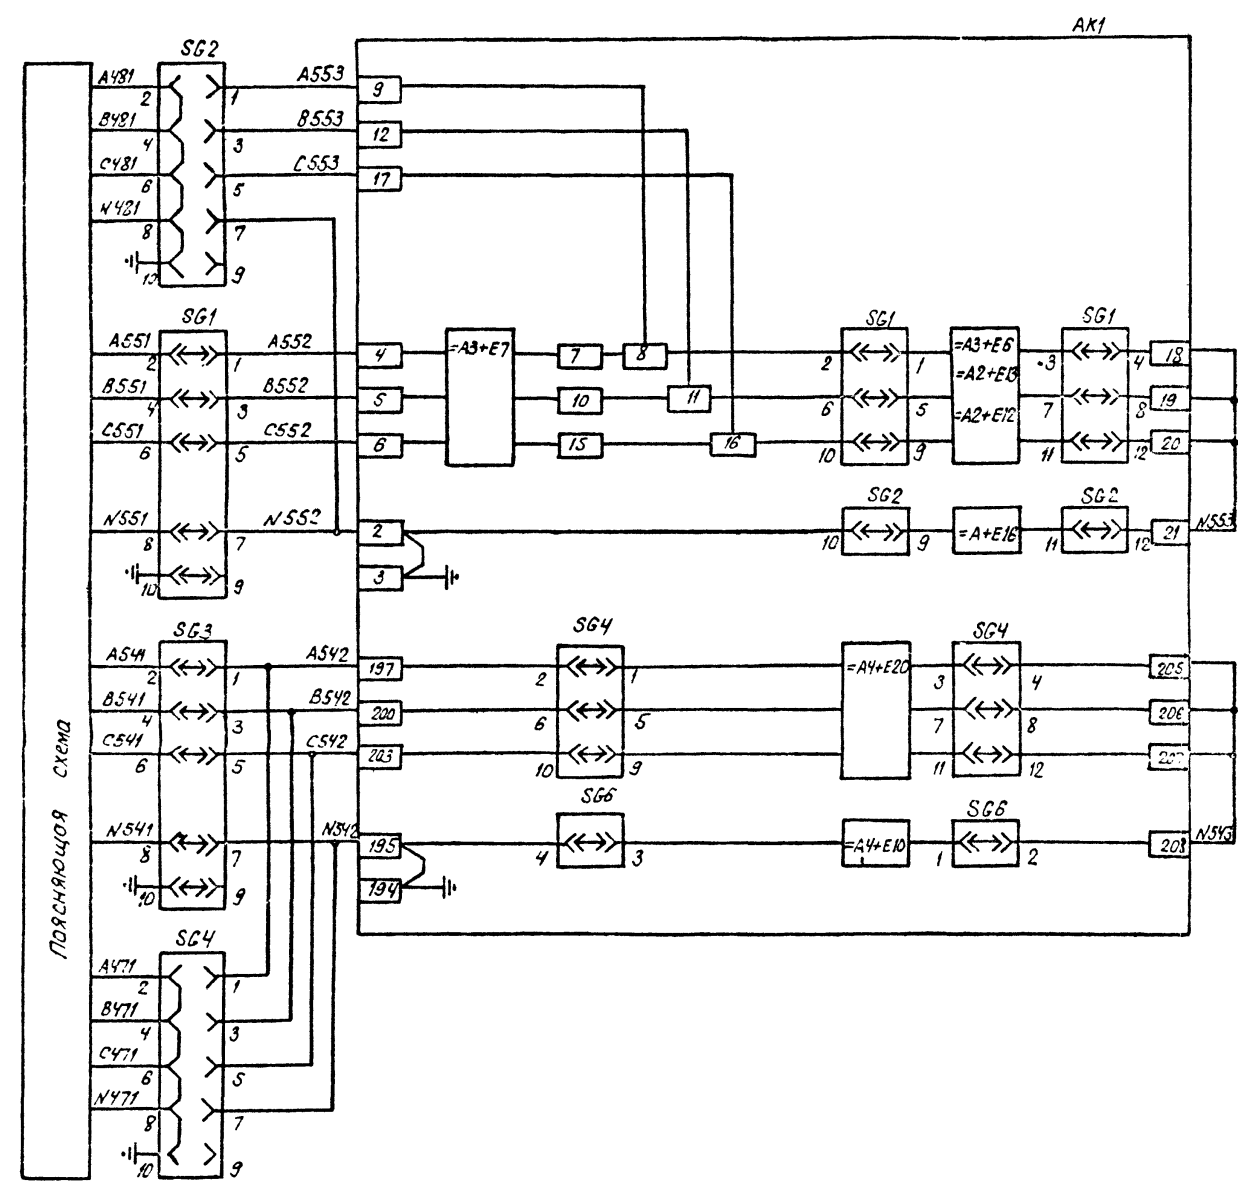 AK1
SG2
A481 2 1 A553 9
B481 4 3 B553 12
C481 6 5 C553 17
N481 8 7
10 9
SG1 SG1 SG1
A551 2 1 A552 4 =A3+E7 7 8 2 1 =A3+E6 3 4 18
=A2+E13
B551 4 3 B552 5 10 11 6 5 =A2+E12 7 8 19
C551 6 5 C552 6 15 16 10 9 11 12 20
SG2 SG2
N551 8 7 N552 2 10 9 =A+E16 11 12 21 N553
10 9 3
SG3 SG4 SG4
A541 2 1 A542 197 2 1 =A4+E20 3 4 205
B541 4 3 B542 200 6 5 7 8 206
C541 6 5 C542 203 10 9 11 12 207
SG6 SG6
N541 8 7 N542 195 4 3 =A4+E10 1 2 208 N543
10 9 194
SG4
A471 2 1
B471 4 3
C471 6 5
N471 8 7
10 9
Поясняющая схема